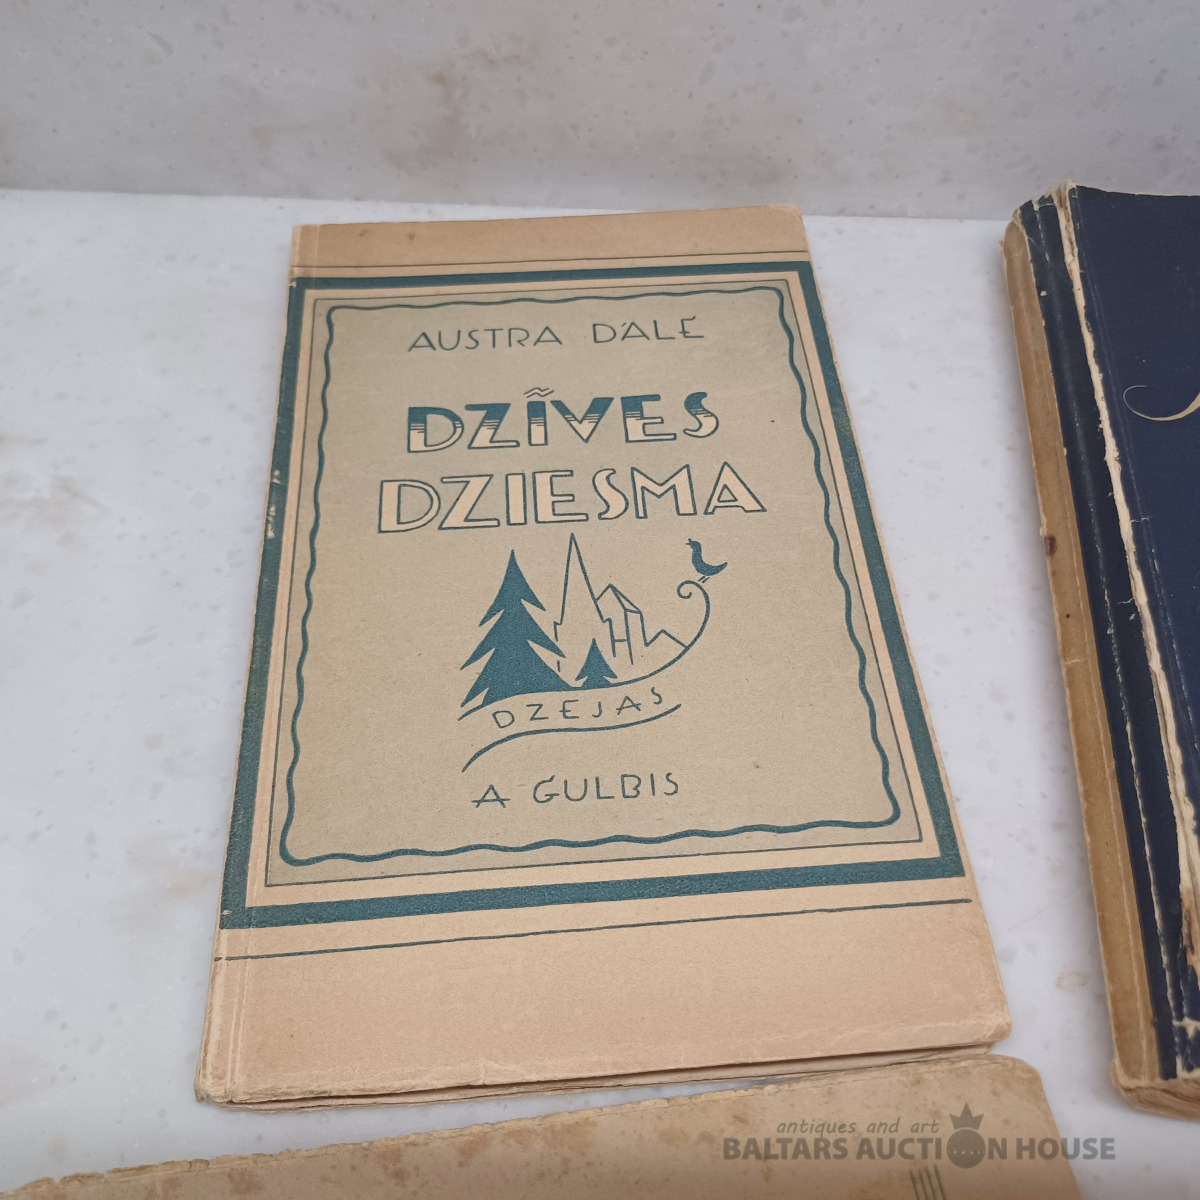 AUSTRA DĀLE
DZĪVES
DZIESMA
DZEJAS
A GULBIS
antiques and art
BALTARS AUCTION HOUSE